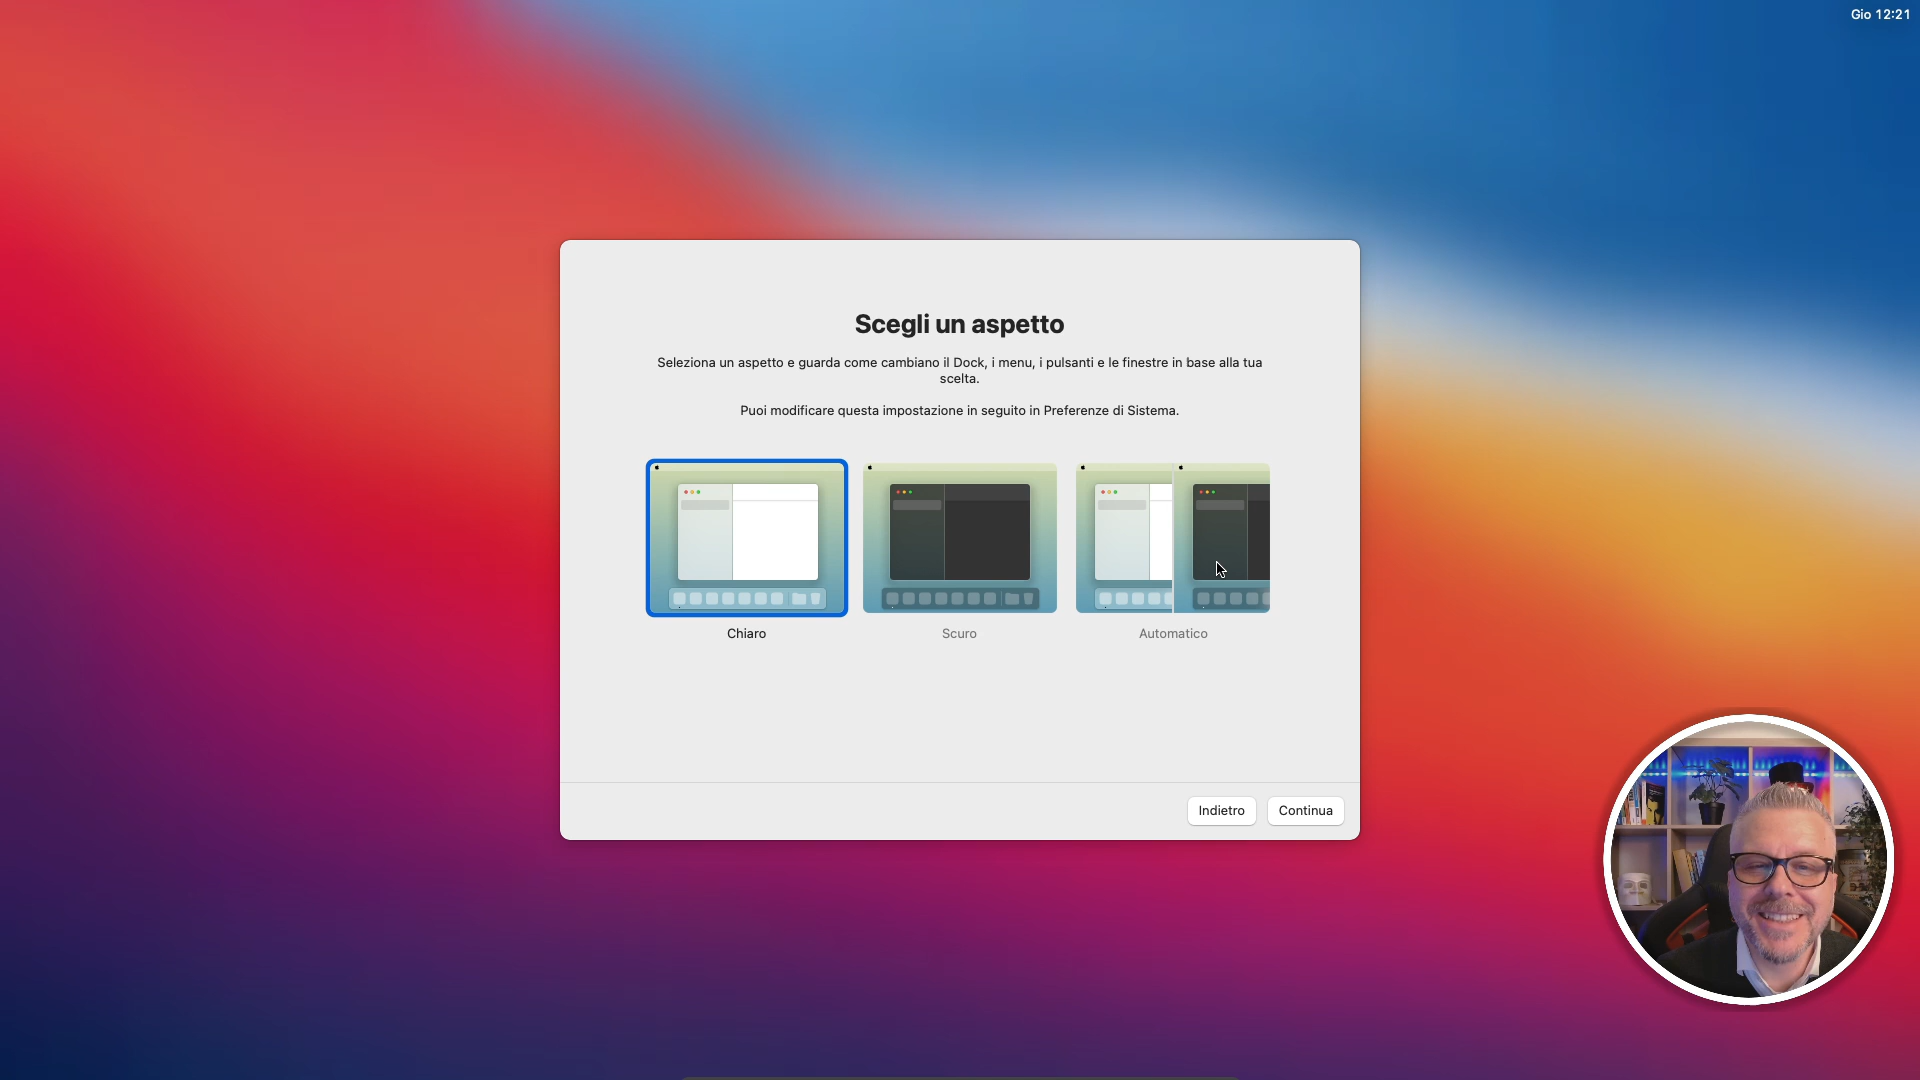 Gio 12:21
Scegli un aspetto
Seleziona un aspetto e guarda come cambiano il Dock, i menu, i pulsanti e le finestre in base alla tua
scelta.
Puoi modificare questa impostazione in seguito in Preferenze di Sistema.
Chiaro
Scuro
Automatico
Indietro
Continua